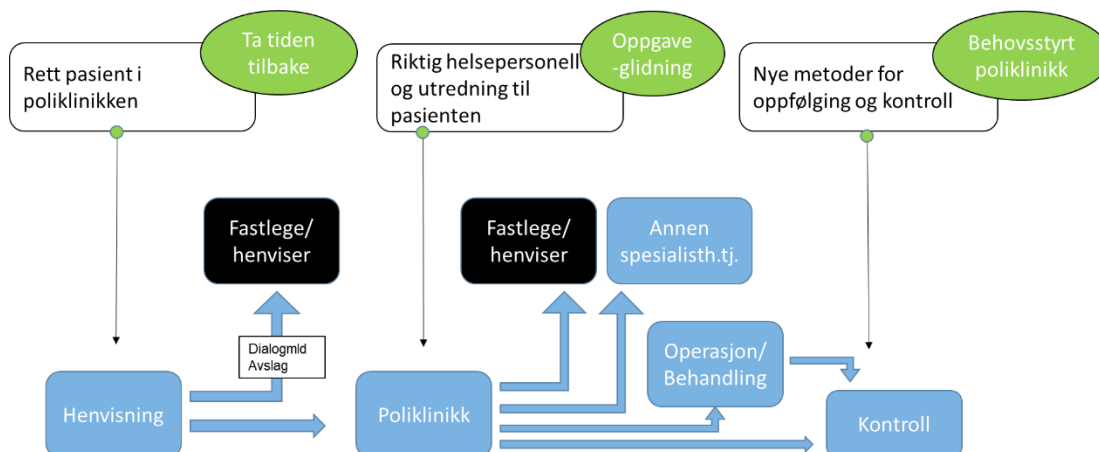 Ta tiden
tilbake
Rett pasient i
poliklinikken
Oppgave
-glidning
Riktig helsepersonell
og utredning til
pasienten
Behovsstyrt
poliklinikk
Nye metoder for
oppfølging og kontroll
Fastlege/
henviser
Fastlege/
henviser
Annen
spesialisth.tj.
Dialogmld
Avslag
Operasjon/
Behandling
Henvisning
Poliklinikk
Kontroll